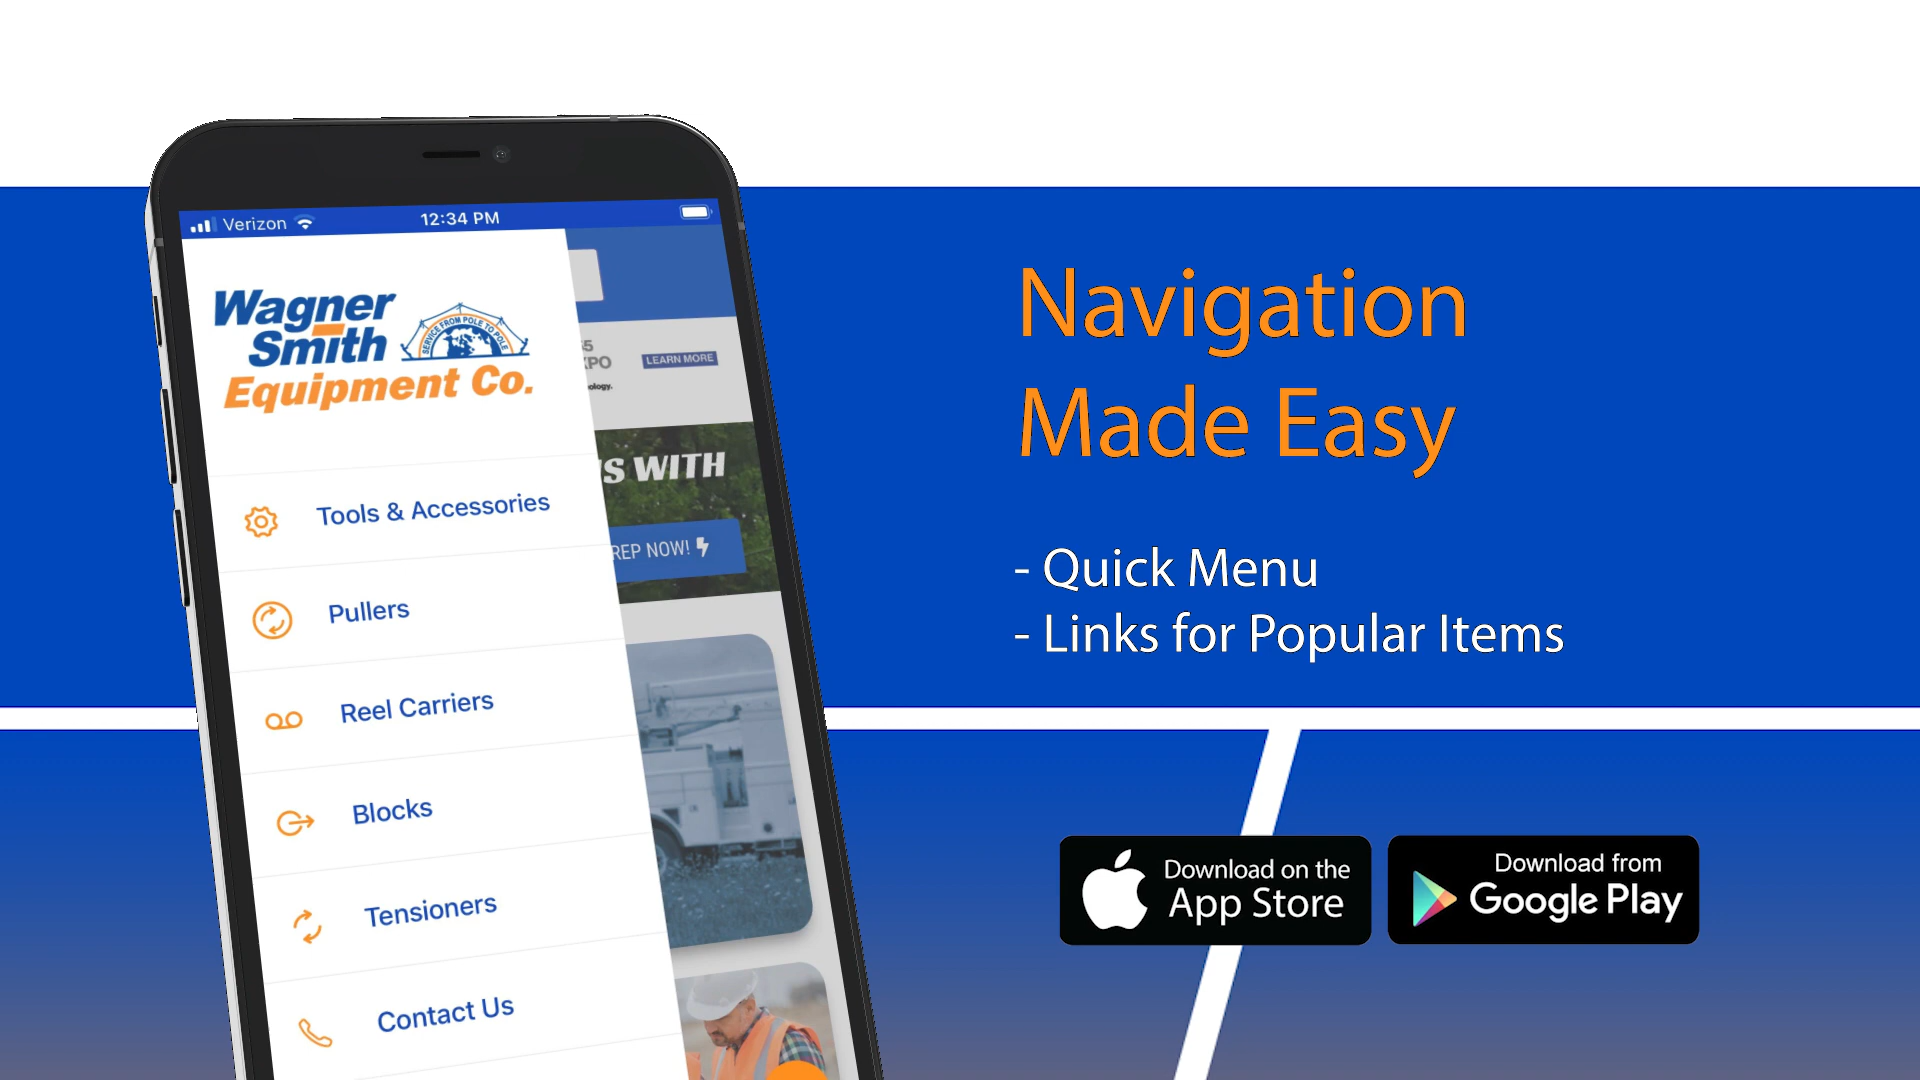 Verizon
12:34 PM
Wagner
Smith
Equipment Co.
SERVICE FROM POLE TO POLE
LEARN MORE
WITH
REP NOW!
Tools & Accessories
Pullers
Reel Carriers
Blocks
Tensioners
Contact Us
Navigation
Made Easy
- Quick Menu
- Links for Popular Items
Download on the
App Store
Download from
Google Play